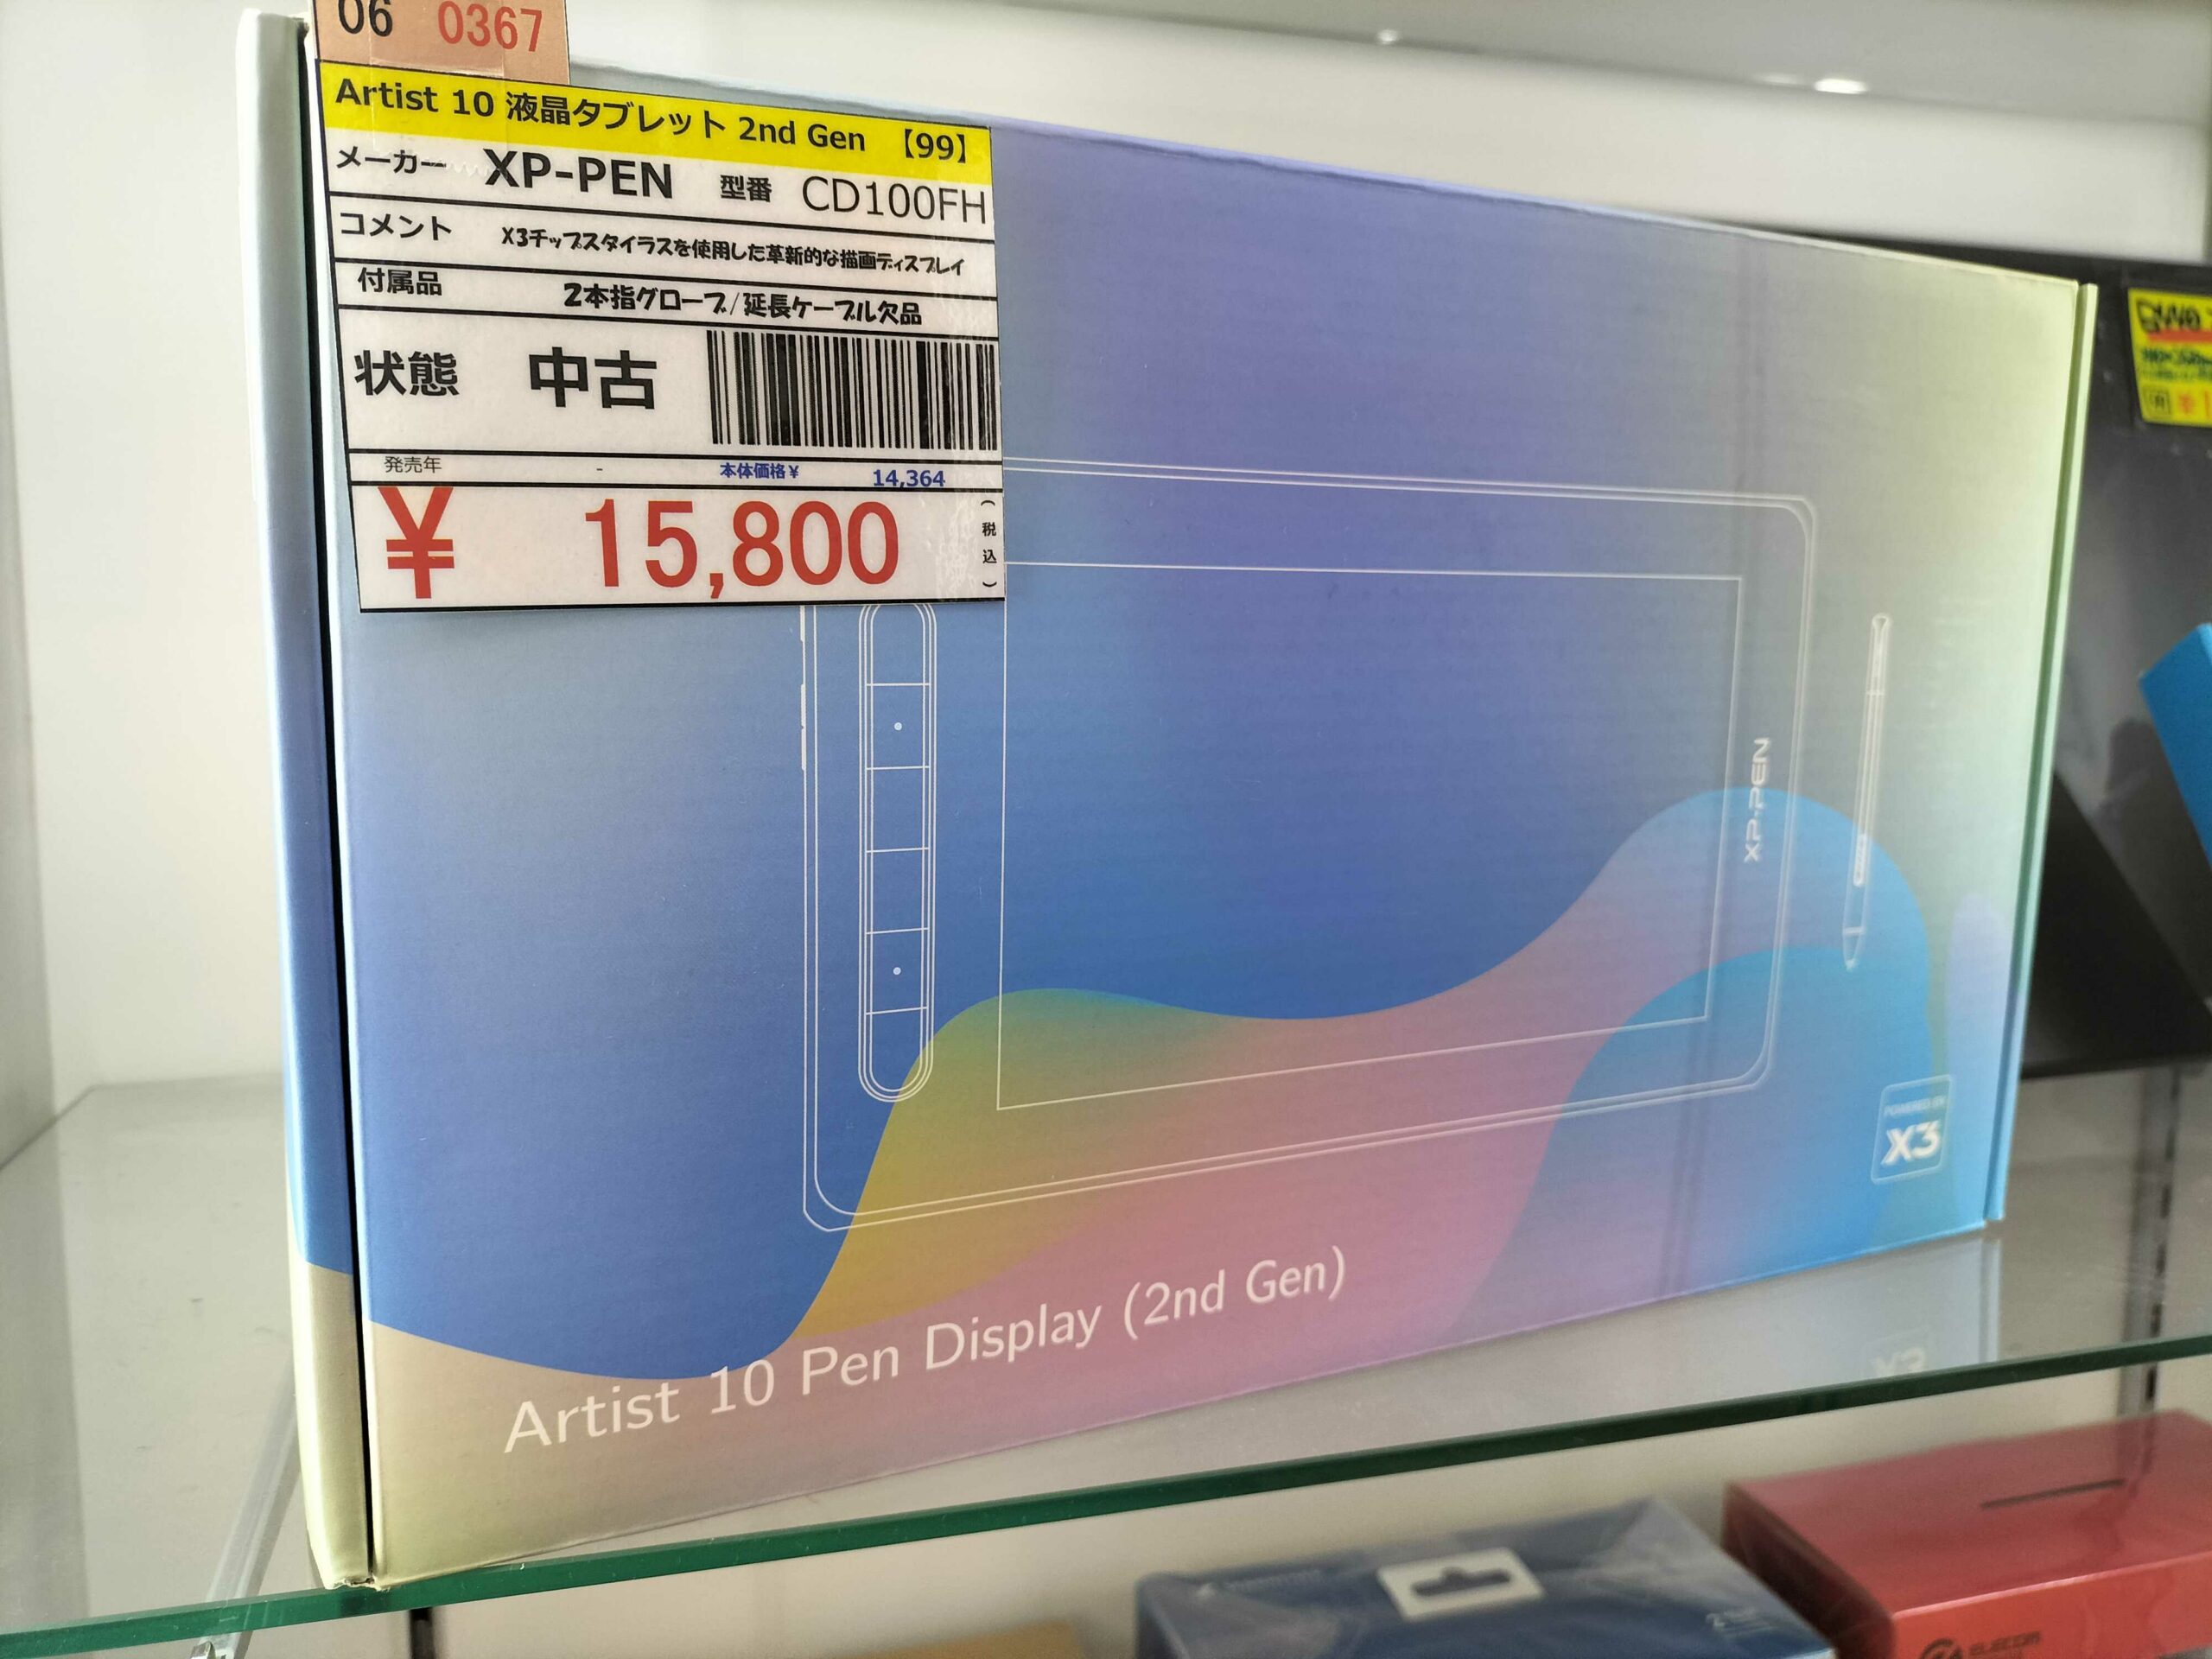 06 0367
Artist 10 液晶タブレット 2nd Gen 【99】
メーカー XP-PEN 型番 CD100FH
コメント X3チップスタイラスを使用した革新的な描画ディスプレイ
付属品 2本指グローブ/延長ケーブル欠品
状態 中古
発売年 - 本体価格¥ 14,364
¥ 15,800 (税込)
XP-PEN
POWERED BY
X3
Artist 10 Pen Display (2nd Gen)
ELECOM